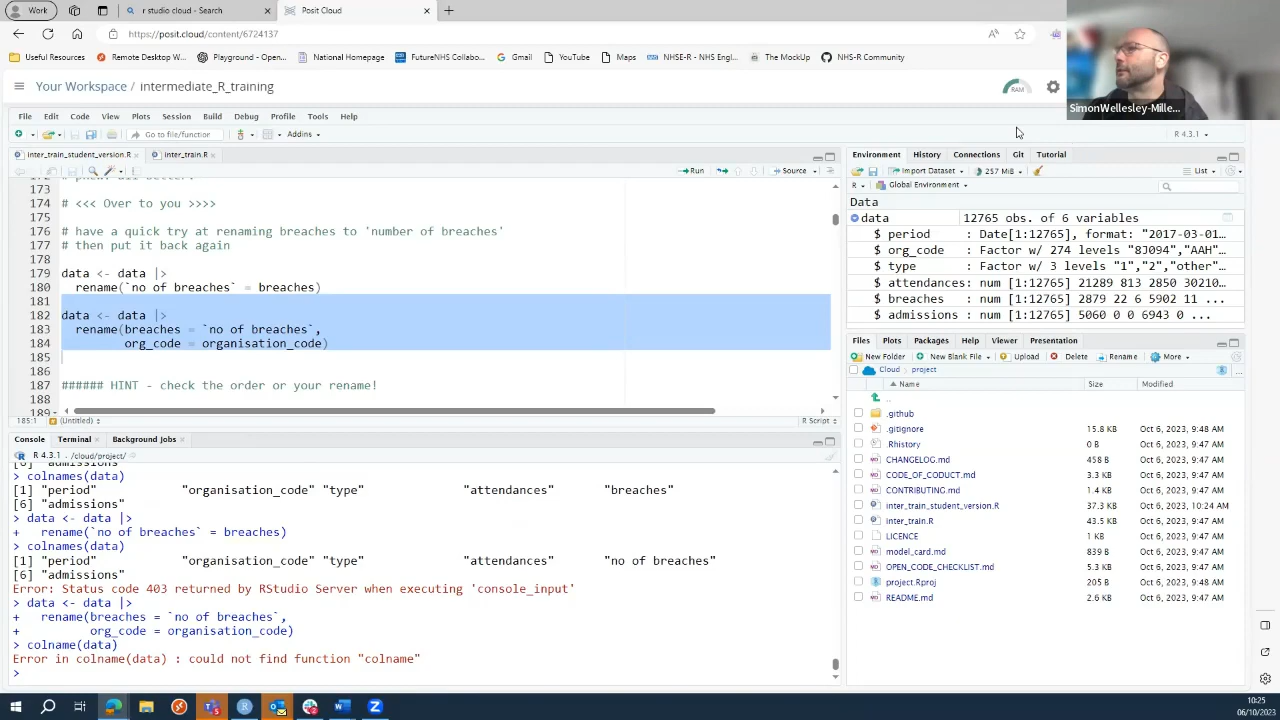 Work
r studio cloud - Search
Posit Cloud
https://posit.cloud/content/6724137
Useful Resources
Remote Desktop W...
Playground - Open...
National Homepage
FutureNHS Collabo...
Gmail
YouTube
Maps
NHSE-R - NHS Engl...
The MockUp
NHS-R Community
SimonWellesley-Mille...
Your Workspace / intermediate_R_training
RAM
File Edit Code View Plots Session Build Debug Profile Tools Help
Go to file/function
Addins
R 4.3.1
inter_train_student_version.R
inter_train.R
Run
Source
173
174 # <<< Over to you >>>>
175
176 # have a quick try at renaming breaches to 'number of breaches'
177 # then put it back again
178
179 data <- data |>
180 rename(`no of breaches` = breaches)
181
182 data <- data |>
183 rename(breaches = `no of breaches`,
184 org_code = organisation_code)
185
186
187 ###### HINT - check the order or your rename!
188
189
185:1 (Untitled) R Script
Console Terminal Background Jobs
R 4.3.1 . /cloud/project/
[6] "admissions"
> colnames(data)
[1] "period" "organisation_code" "type" "attendances" "breaches"
[6] "admissions"
> data <- data |>
+ rename(`no of breaches` = breaches)
> colnames(data)
[1] "period" "organisation_code" "type" "attendances" "no of breaches"
[6] "admissions"
Error: Status code 403 returned by RStudio Server when executing 'console_input'
> data <- data |>
+ rename(breaches = `no of breaches`,
+ org_code = organisation_code)
> colname(data)
Error in colname(data) : could not find function "colname"
>
Environment History Connections Git Tutorial
Import Dataset 257 MiB List
R Global Environment
Data
data 12765 obs. of 6 variables
$ period : Date[1:12765], format: "2017-03-01...
$ org_code : Factor w/ 274 levels "8J094","AAH"
$ type : Factor w/ 3 levels "1","2","other"
$ attendances: num [1:12765] 21289 813 2850 30210...
$ breaches : num [1:12765] 2879 22 6 5902 11 ...
$ admissions : num [1:12765] 5060 0 0 6943 0 ...
Files Plots Packages Help Viewer Presentation
New Folder New Blank File Upload Delete Rename More
Cloud project
Name Size Modified
..
.github
.gitignore 15.8 KB Oct 6, 2023, 9:48 AM
.Rhistory 0 B Oct 6, 2023, 9:47 AM
CHANGELOG.md 458 B Oct 6, 2023, 9:47 AM
CODE_OF_CODUCT.md 3.3 KB Oct 6, 2023, 9:47 AM
CONTRIBUTING.md 1.4 KB Oct 6, 2023, 9:47 AM
inter_train_student_version.R 37.3 KB Oct 6, 2023, 10:24 AM
inter_train.R 43.5 KB Oct 6, 2023, 9:47 AM
LICENCE 1 KB Oct 6, 2023, 9:47 AM
model_card.md 839 B Oct 6, 2023, 9:47 AM
OPEN_CODE_CHECKLIST.md 5.3 KB Oct 6, 2023, 9:47 AM
project.Rproj 205 B Oct 6, 2023, 9:48 AM
README.md 2.6 KB Oct 6, 2023, 9:47 AM
10:25
06/10/2023